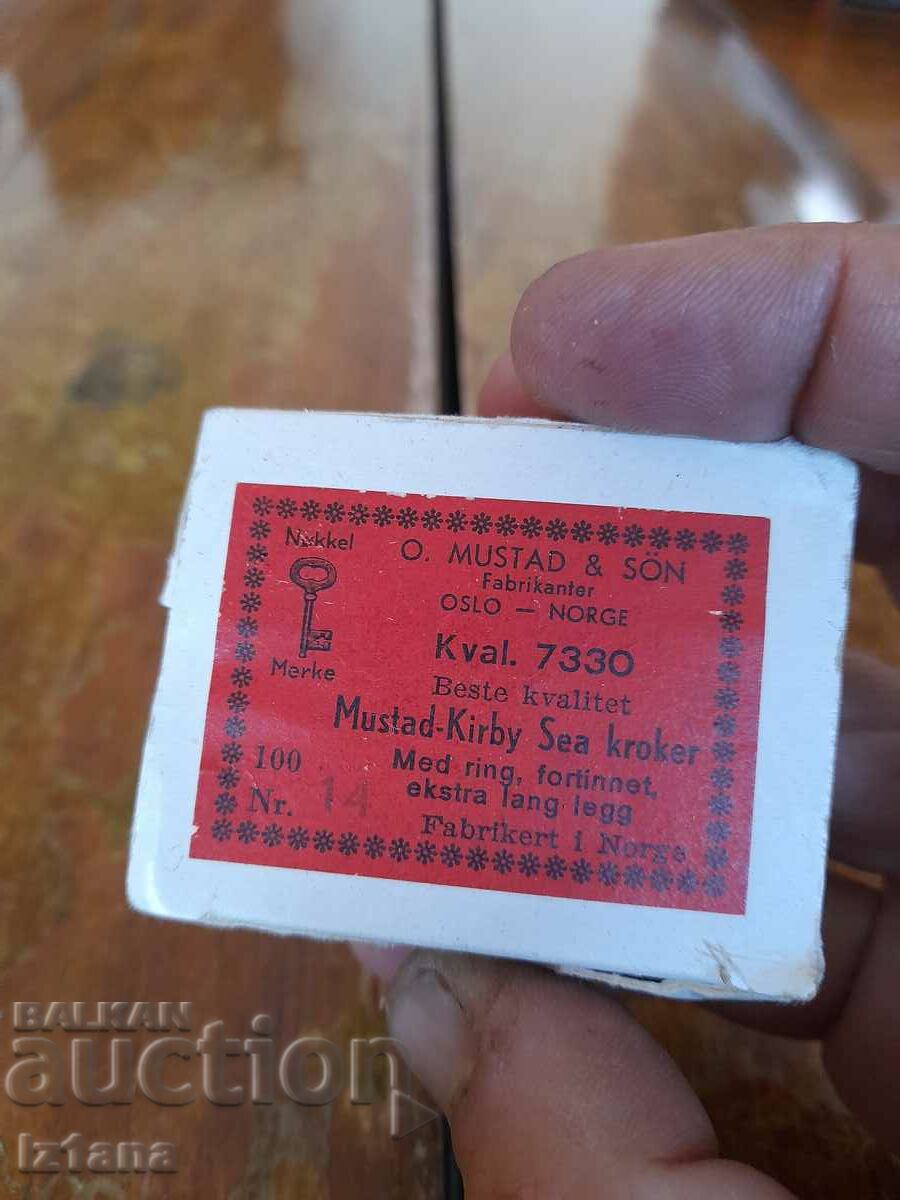 Nøkkel
Merke
O. MUSTAD & SÖN
Fabrikanter
OSLO — NORGE
Kval. 7330
Beste kvalitet
Mustad-Kirby Sea kroker
Med ring, fortinnet,
ekstra lang legg
Fabrikert i Norge
100
Nr. 14
BALKAN
auction
Iz1ana